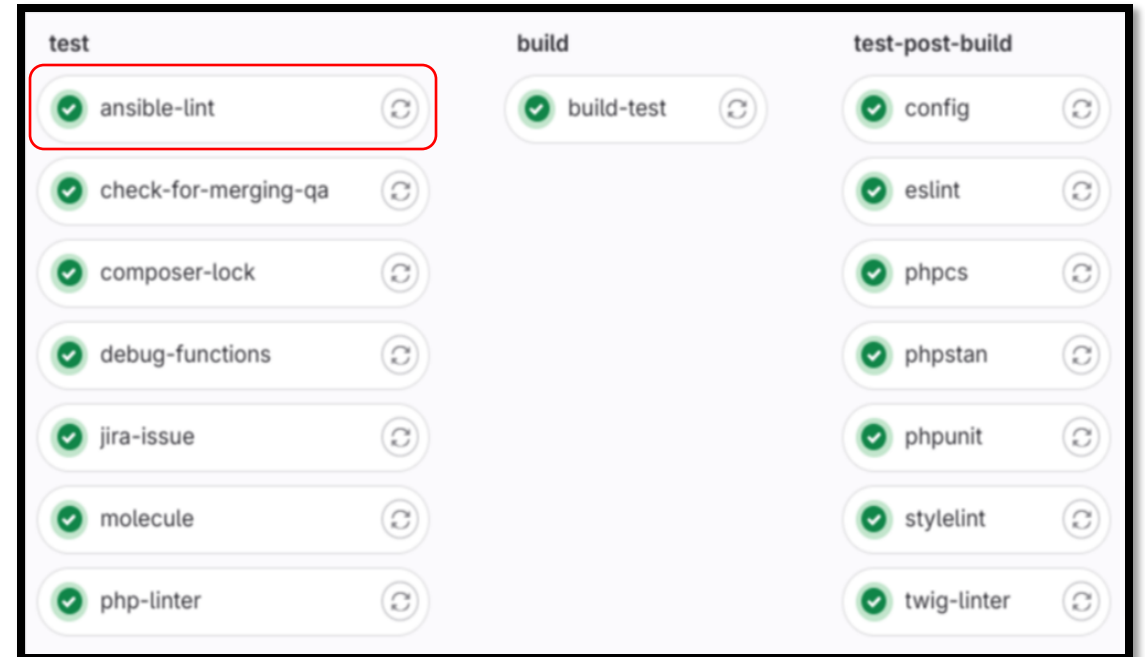 test
ansible-lint
check-for-merging-qa
composer-lock
debug-functions
jira-issue
molecule
php-linter
build
build-test
test-post-build
config
eslint
phpcs
phpstan
phpunit
stylelint
twig-linter